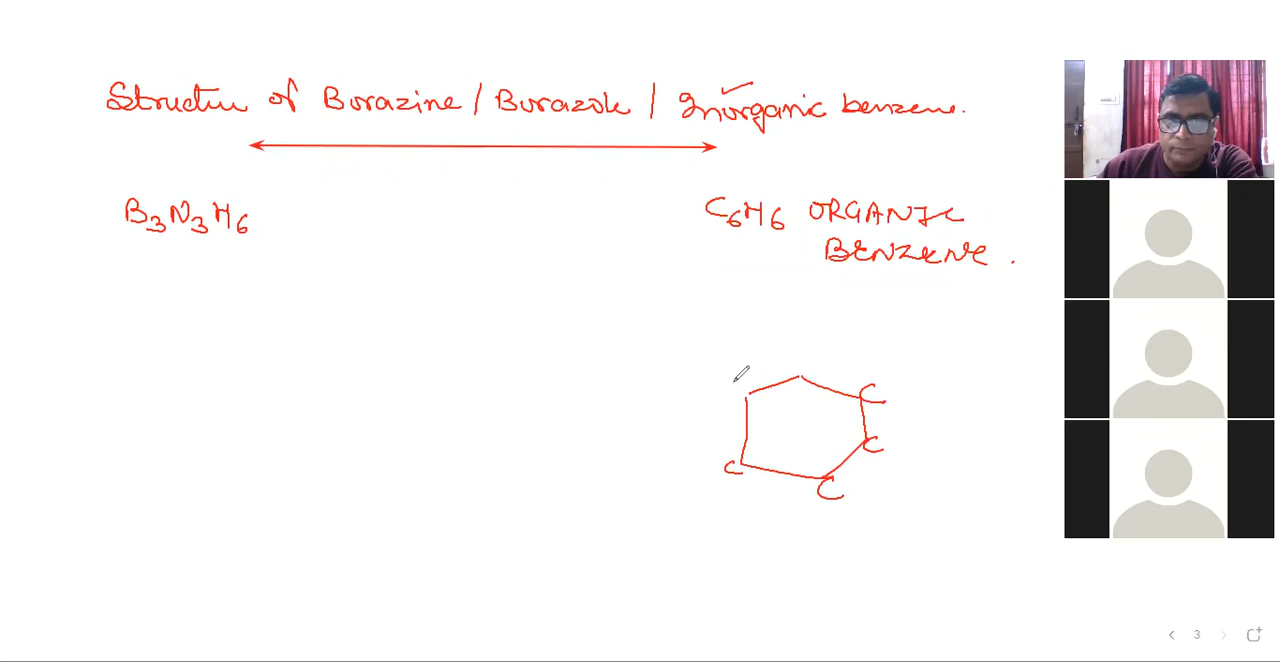 Structure of Borazine / Borazole / Inorganic benzene.
B3N3H6
C6H6 ORGANIC
BENZENE.
C
C
C
C
3